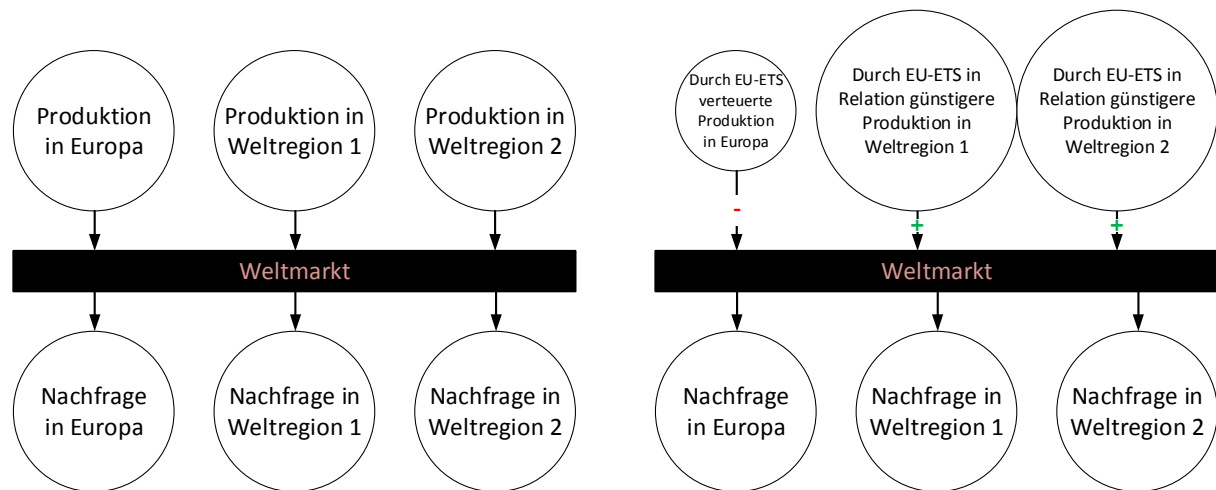 Produktion
in Europa
Produktion in
Weltregion 1
Produktion in
Weltregion 2
Weltmarkt
Nachfrage
in Europa
Nachfrage in
Weltregion 1
Nachfrage in
Weltregion 2
Durch EU-ETS
verteuerte
Produktion
in Europa
Durch EU-ETS in
Relation günstigere
Produktion in
Weltregion 1
Durch EU-ETS in
Relation günstigere
Produktion in
Weltregion 2
-
+
+
Weltmarkt
Nachfrage
in Europa
Nachfrage in
Weltregion 1
Nachfrage in
Weltregion 2